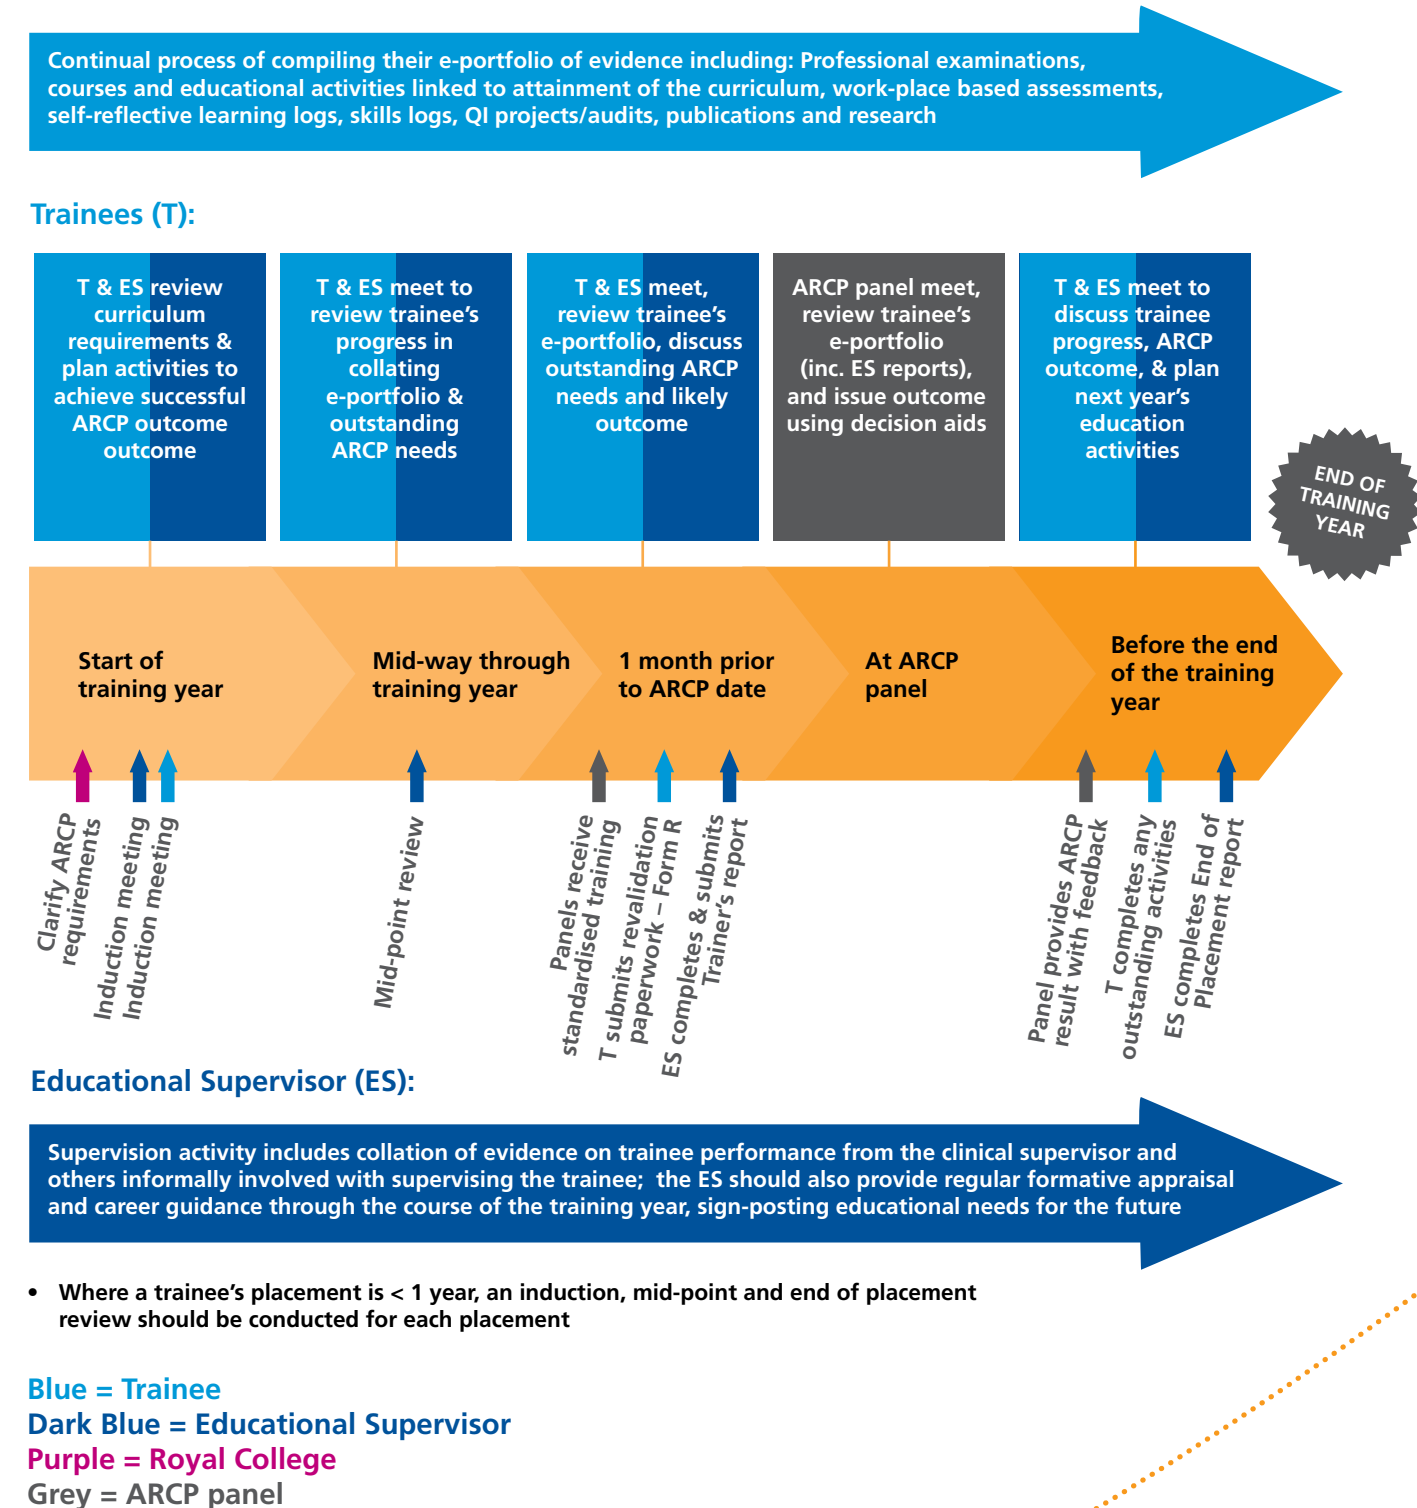 Continual process of compiling their e-portfolio of evidence including: Professional examinations,
courses and educational activities linked to attainment of the curriculum, work-place based assessments,
self-reflective learning logs, skills logs, QI projects/audits, publications and research
Trainees (T):
T & ES review
curriculum
requirements &
plan activities to
achieve successful
ARCP outcome
outcome
T & ES meet to
review trainee’s
progress in
collating
e-portfolio &
outstanding
ARCP needs
T & ES meet,
review trainee’s
e-portfolio, discuss
outstanding ARCP
needs and likely
outcome
ARCP panel meet,
review trainee’s
e-portfolio
(inc. ES reports),
and issue outcome
using decision aids
T & ES meet to
discuss trainee
progress, ARCP
outcome, & plan
next year’s
education
activities
END OF
TRAINING
YEAR
Start of
training year
Mid-way through
training year
1 month prior
to ARCP date
At ARCP
panel
Before the end
of the training
year
Clarify ARCP
requirements
Induction meeting
Induction meeting
Mid-point review
Panels receive
standardised training
T submits revalidation
paperwork – Form R
ES completes & submits
Trainer’s report
Panel provides ARCP
result with feedback
T completes any
outstanding activities
ES completes End of
Placement report
Educational Supervisor (ES):
Supervision activity includes collation of evidence on trainee performance from the clinical supervisor and
others informally involved with supervising the trainee;  the ES should also provide regular formative appraisal
and career guidance through the course of the training year, sign-posting educational needs for the future
• Where a trainee’s placement is < 1 year, an induction, mid-point and end of placement
review should be conducted for each placement
Blue = Trainee
Dark Blue = Educational Supervisor
Purple = Royal College
Grey = ARCP panel